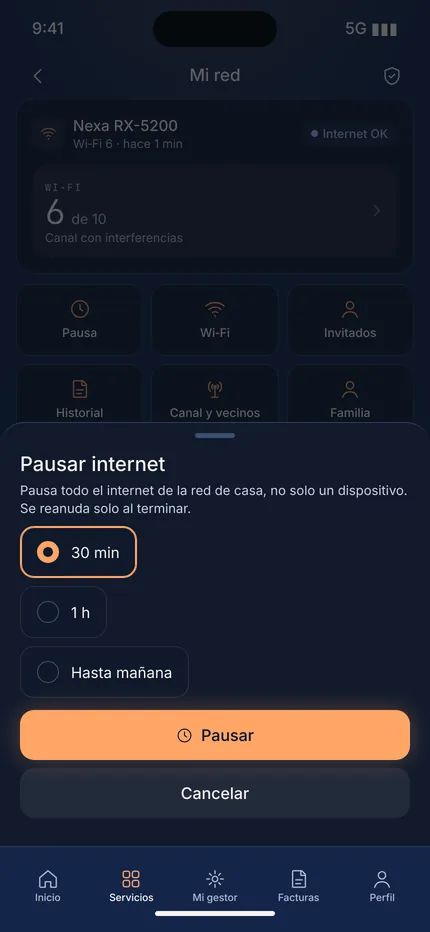 9:41
5G
Mi red
Nexa RX-5200
Wi-Fi 6 · hace 1 min
Internet OK
WI-FI
6 de 10
Canal con interferencias
Pausa
Wi-Fi
Invitados
Historial
Canal y vecinos
Familia
Pausar internet
Pausa todo el internet de la red de casa, no solo un dispositivo.
Se reanuda solo al terminar.
30 min
1 h
Hasta mañana
Pausar
Cancelar
Inicio
Servicios
Mi gestor
Facturas
Perfil